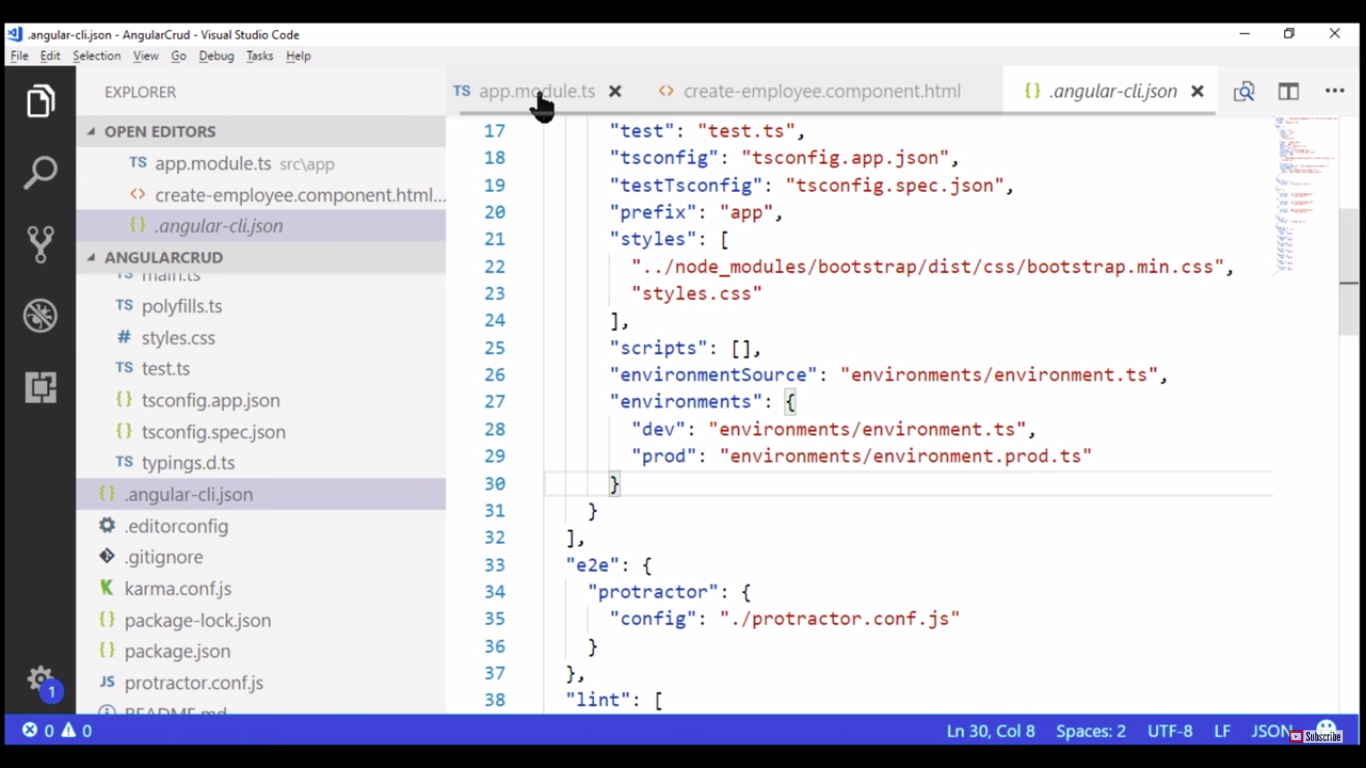 .angular-cli.json - AngularCrud - Visual Studio Code
File Edit Selection View Go Debug Tasks Help
EXPLORER
OPEN EDITORS
TS app.module.ts src\app
<> create-employee.component.html...
{} .angular-cli.json
ANGULARCRUD
TS main.ts
TS polyfills.ts
# styles.css
TS test.ts
{} tsconfig.app.json
{} tsconfig.spec.json
TS typings.d.ts
{} .angular-cli.json
.editorconfig
.gitignore
karma.conf.js
{} package-lock.json
{} package.json
JS protractor.conf.js
README.md
1
TS app.module.ts <> create-employee.component.html {} .angular-cli.json
17 "test": "test.ts",
18 "tsconfig": "tsconfig.app.json",
19 "testTsconfig": "tsconfig.spec.json",
20 "prefix": "app",
21 "styles": [
22 "../node_modules/bootstrap/dist/css/bootstrap.min.css",
23 "styles.css"
24 ],
25 "scripts": [],
26 "environmentSource": "environments/environment.ts",
27 "environments": {
28 "dev": "environments/environment.ts",
29 "prod": "environments/environment.prod.ts"
30 }
31 }
32 ],
33 "e2e": {
34 "protractor": {
35 "config": "./protractor.conf.js"
36 }
37 },
38 "lint": [
0 0 Ln 30, Col 8 Spaces: 2 UTF-8 LF JSON
Subscribe